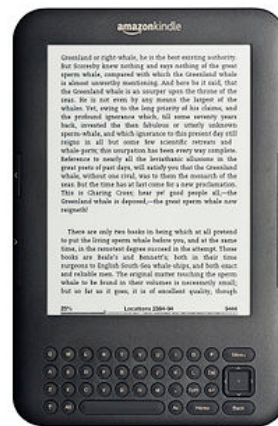 amazonkindle
Greenland or right-whale, he is the best existing authority.
But Scoresby knew nothing and says nothing of the great
sperm whale, compared with which the Greenland whale
is almost unworthy mentioning. And here be it said, that
the Greenland whale is an usurper upon the throne of the
seas. He is not even by any means the largest of the
whales. Yet, owing to the long priority of his claims, and
the profound ignorance which, till some seventy years
back, invested the then fabulous or utterly unknown
sperm-whale, and which ignorance to this present day still
reigns in all but some few scientific retreats and
whale-ports; this usurpation has been every way complete.
Reference to nearly all the leviathanic allusions in the
great poets of past days, will satisfy you that the Greenland
whale, without one rival, was to them the monarch of the
seas. But the time has at last come for a new proclamation.
This is Charing Cross; hear ye! good people all,—the
Greenland whale is deposed,—the great sperm whale now
reigneth!
There are only two books in being which at all pretend
to put the living sperm whale before you, and at the same
time, in the remotest degree succeed in the attempt. Those
books are Beale's and Bennett's; both in their time
surgeons to English South-Sea whale-ships, and both exact
and reliable men. The original matter touching the sperm
whale to be found in their volumes is necessarily small;
but so far as it goes, it is of excellent quality, though
25% Locations 2384-94 9444
Q W E R T Y U I O P Menu
A S D F G H J K L Del
Z X C V B N M Sym
Alt Aa Home Back